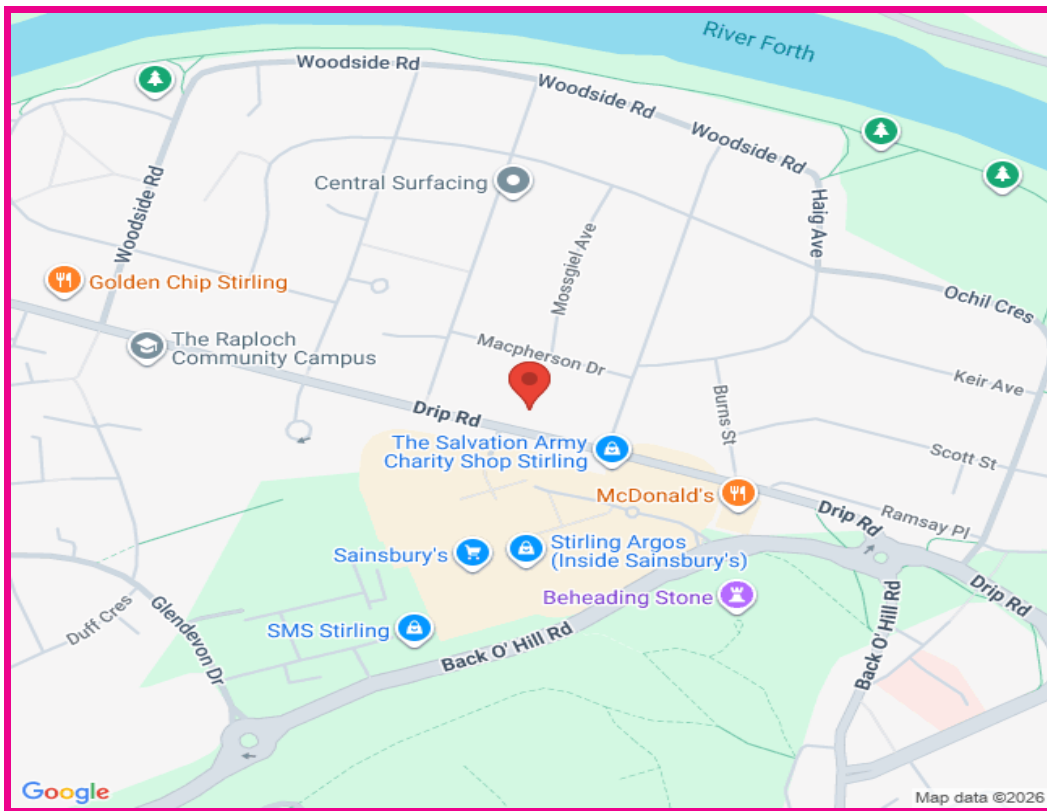 River Forth
Woodside Rd
Woodside Rd
Woodside Rd
Central Surfacing
Haig Ave
Woodside Rd
Mossgiel Ave
Golden Chip Stirling
Ochil Cres
The Raploch
Community Campus
Macpherson Dr
Keir Ave
Burns St
Drip Rd
The Salvation Army
Charity Shop Stirling
Scott St
McDonald's
Drip Rd
Ramsay Pl
Sainsbury's
Stirling Argos
(Inside Sainsbury's)
Beheading Stone
Drip Rd
Duff Cres
Glendevon Dr
SMS Stirling
Back O' Hill Rd
Back O' Hill Rd
Google
Map data ©2026